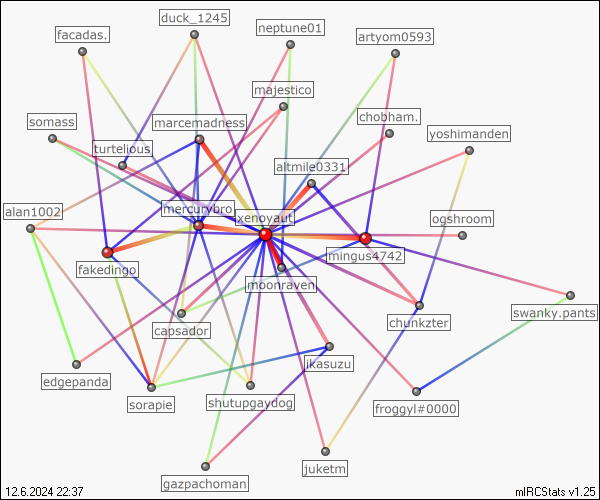 duck_1245
facadas.
neptune01
artyom0593
majestico
somass
marcemadness
chobham.
yoshimanden
turtelious
altmile0331
alan1002
mercurybro
xenoyaut
ogshroom
fakedingo
mingus4742
moonraven
swanky.pants
capsador
chunkzter
jkasuzu
edgepanda
sorapie
shutupgaydog
froggyl#0000
gazpachoman
juketm
12.6.2024 22:37
mIRCStats v1.25